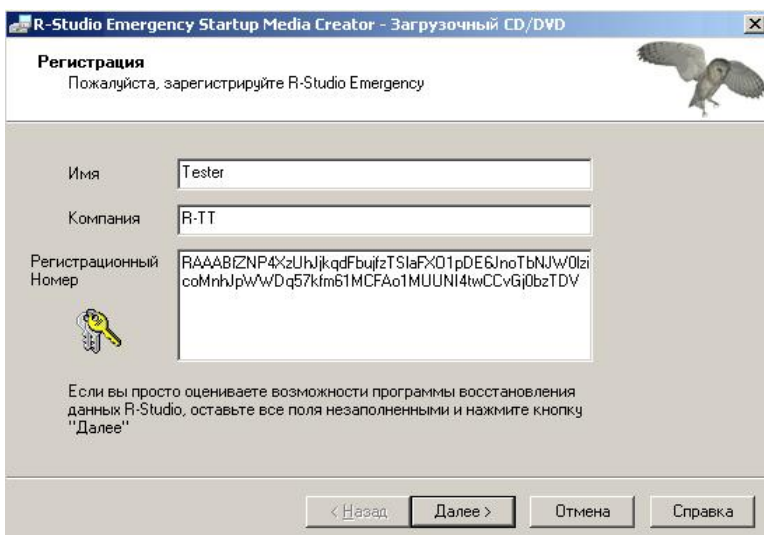 R-Studio Emergency Startup Media Creator - Загрузочный CD/DVD
Регистрация
Пожалуйста, зарегистрируйте R-Studio Emergency
Имя
Tester
Компания
R-TT
Регистрационный
Номер
RAAABfZNP4XzUhJjkqdFbujfzTSlaFXO1pDE6JnoTbNJW0lzi
coMnhJpWWDq57kfm61MCFAo1MUUNI4twCCvGj0bzTDV
Если вы просто оцениваете возможности программы восстановления
данных R-Studio, оставьте все поля незаполненными и нажмите кнопку
"Далее"
< Назад
Далее >
Отмена
Справка